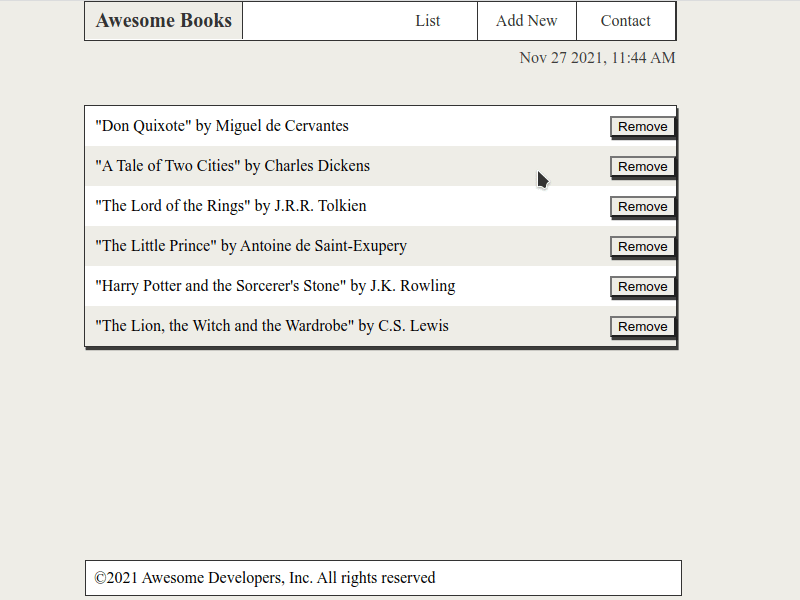 Awesome Books List Add New Contact
Nov 27 2021, 11:44 AM
"Don Quixote" by Miguel de Cervantes Remove
"A Tale of Two Cities" by Charles Dickens Remove
"The Lord of the Rings" by J.R.R. Tolkien Remove
"The Little Prince" by Antoine de Saint-Exupery Remove
"Harry Potter and the Sorcerer's Stone" by J.K. Rowling Remove
"The Lion, the Witch and the Wardrobe" by C.S. Lewis Remove
©2021 Awesome Developers, Inc. All rights reserved